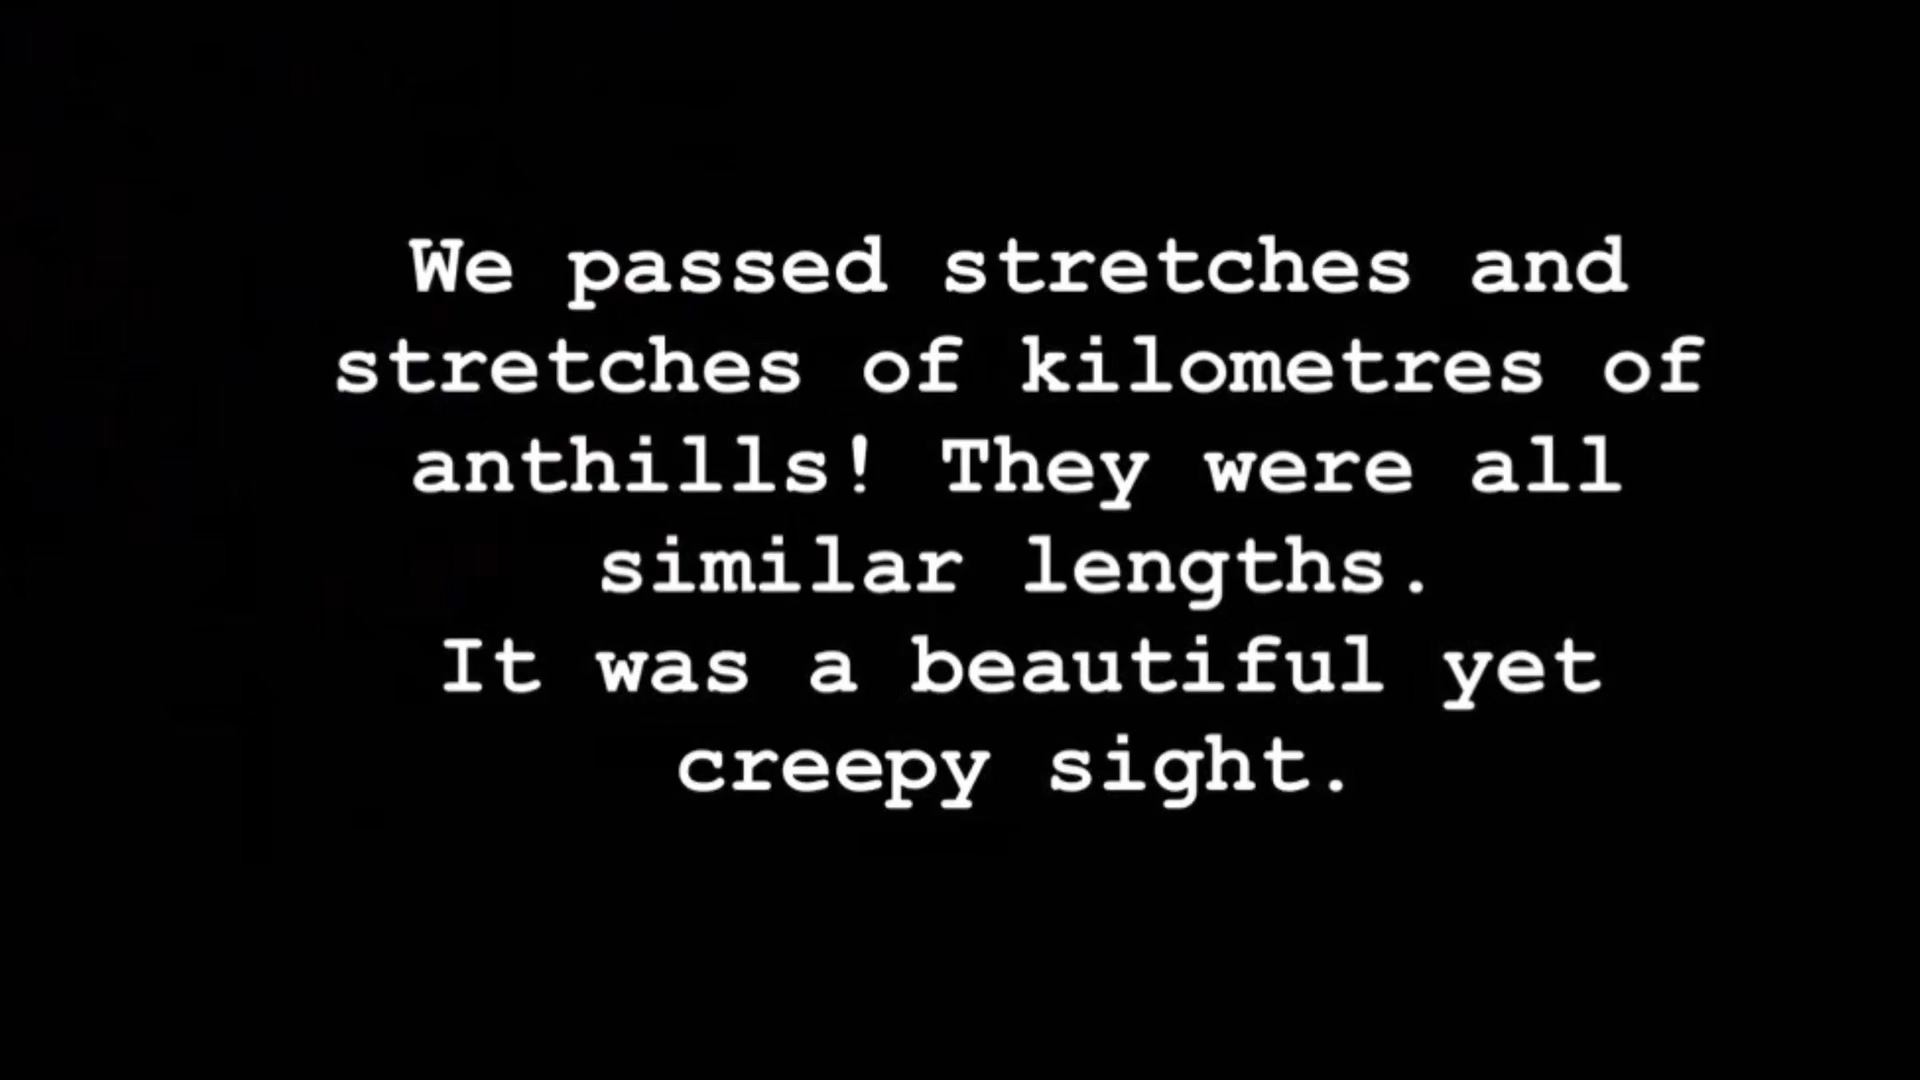 We passed stretches and
stretches of kilometres of
anthills! They were all
similar lengths.
It was a beautiful yet
creepy sight.